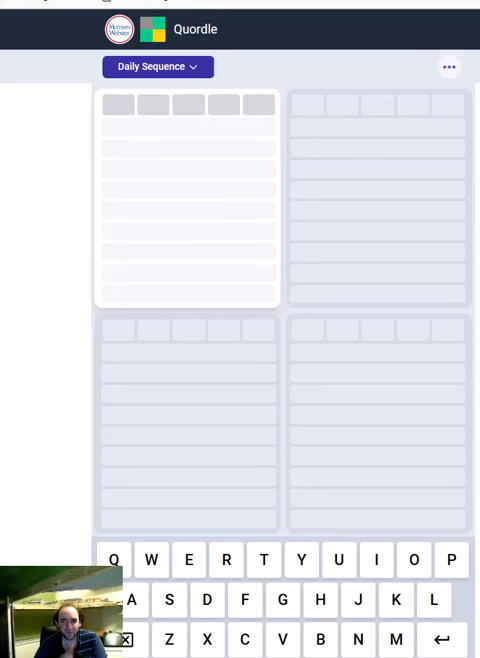 Merriam-
Webster
Quordle
Daily Sequence
Q W E R T Y U I O P
A S D F G H J K L
Z X C V B N M